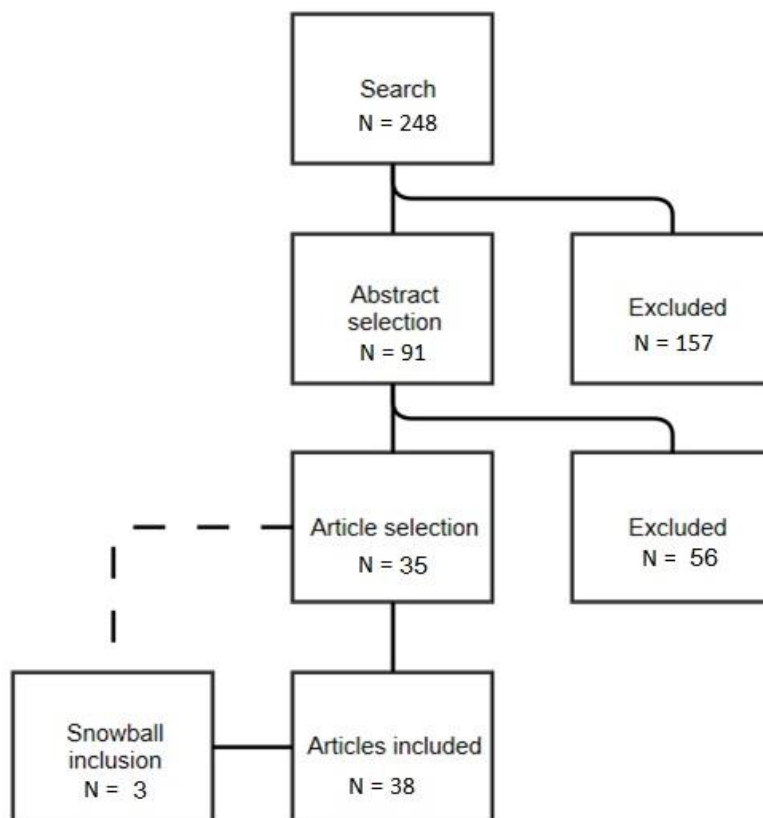 Search
N = 248
Abstract
selection
N = 91
Excluded
N = 157
Article selection
N = 35
Excluded
N = 56
Snowball
inclusion
N = 3
Articles included
N = 38